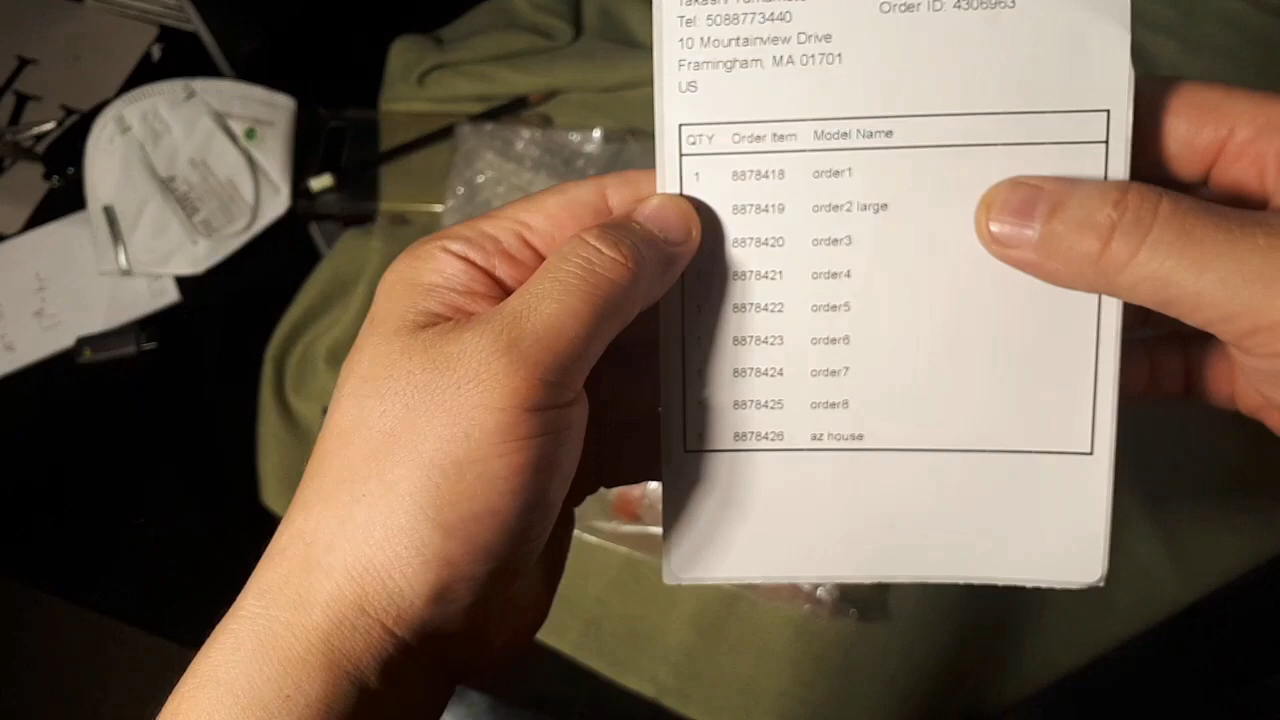 Takashi Yamamoto
Order ID: 4306963
Tel: 5088773440
10 Mountainview Drive
Framingham, MA 01701
US
QTY Order Item Model Name
1 8878418 order1
8878419 order2 large
8878420 order3
8878421 order4
8878422 order5
8878423 order6
8878424 order7
8878425 order8
8878426 az house